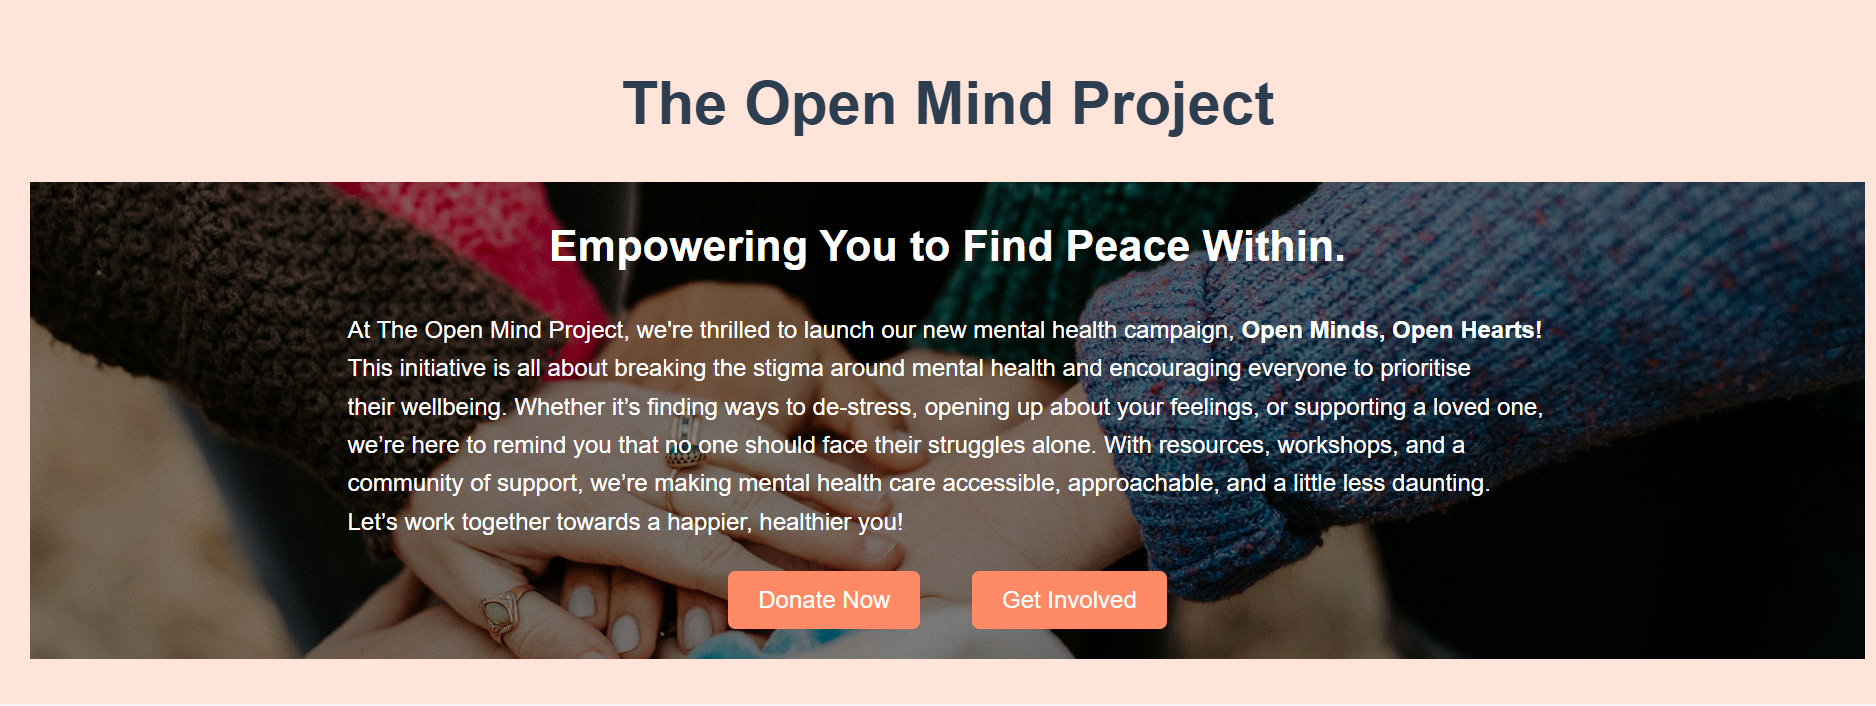 The Open Mind Project
Empowering You to Find Peace Within.
At The Open Mind Project, we're thrilled to launch our new mental health campaign, Open Minds, Open Hearts!
This initiative is all about breaking the stigma around mental health and encouraging everyone to prioritise
their wellbeing. Whether it’s finding ways to de-stress, opening up about your feelings, or supporting a loved one,
we’re here to remind you that no one should face their struggles alone. With resources, workshops, and a
community of support, we’re making mental health care accessible, approachable, and a little less daunting.
Let’s work together towards a happier, healthier you!
Donate Now
Get Involved